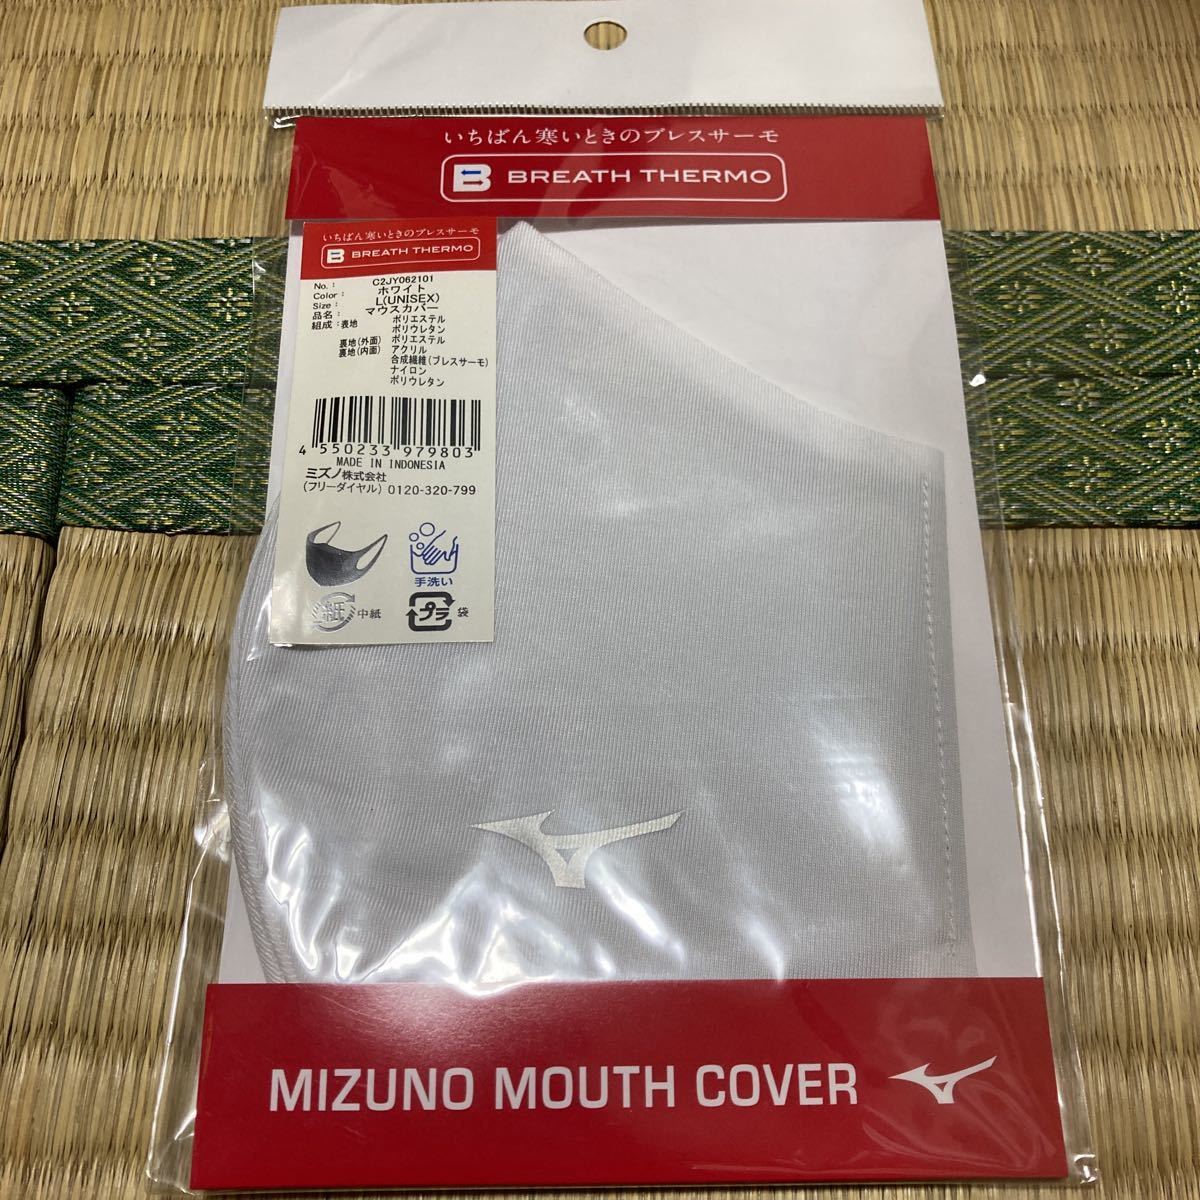 いちばん寒いときのブレスサーモ
B BREATH THERMO
いちばん寒いときのブレスサーモ
B BREATH THERMO
No.: C2JY062101
Color: ホワイト
Size: L(UNISEX)
品名: マウスカバー
組成:表地 ポリエステル
ポリウレタン
裏地(外面) ポリエステル
裏地(内面) アクリル
合成繊維(ブレスサーモ)
ナイロン
ポリウレタン
4 550233 979803
MADE IN INDONESIA
ミズノ株式会社
(フリーダイヤル) 0120-320-799
手洗い
紙 中紙
プラ 袋
MIZUNO MOUTH COVER